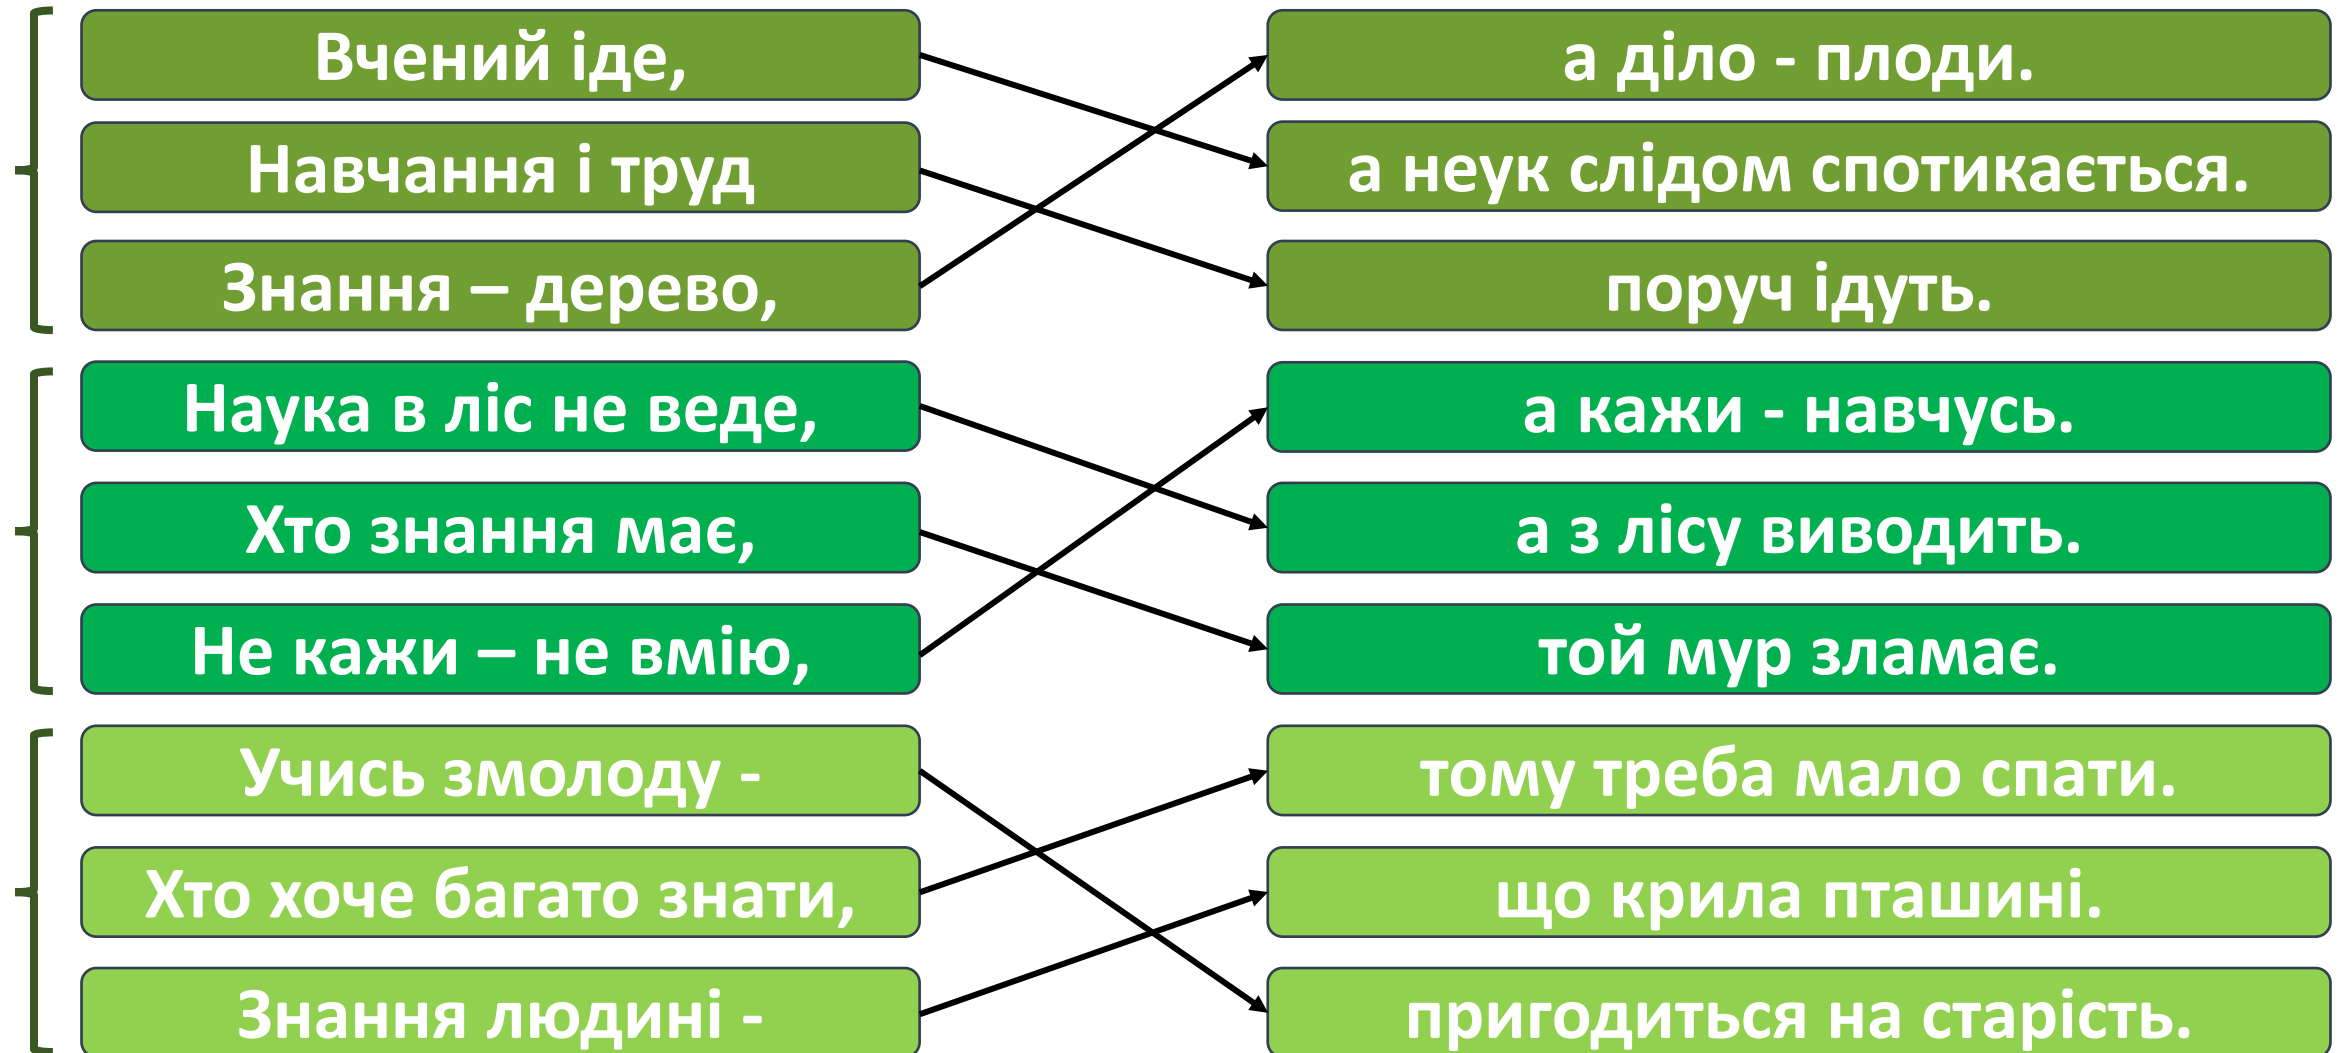 Вчений іде,
а діло - плоди.
Навчання і труд
а неук слідом спотикається.
Знання – дерево,
поруч ідуть.
Наука в ліс не веде,
а кажи - навчусь.
Хто знання має,
а з лісу виводить.
Не кажи – не вмію,
той мур зламає.
Учись змолоду -
тому треба мало спати.
Хто хоче багато знати,
що крила пташині.
Знання людині -
пригодиться на старість.